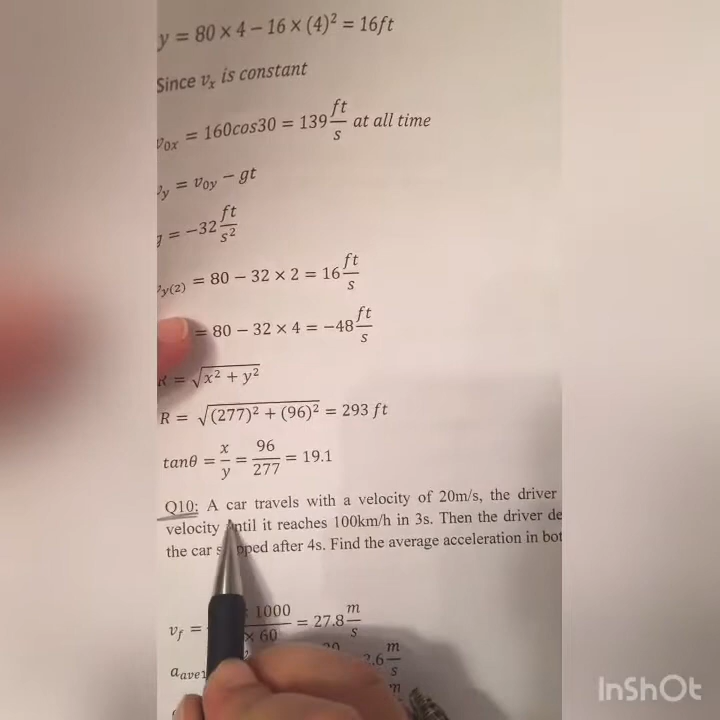 y = 80 × 4 − 16 × (4)² = 16ft
Since vₓ is constant
v₀ₓ = 160cos30 = 139 ft/s at all time
= v₀y − gt
= −32 ft/s²
y(2) = 80 − 32 × 2 = 16 ft/s
= 80 − 32 × 4 = −48 ft/s
= √(x² + y²)
R = √((277)² + (96)²) = 293 ft
tanθ = x/y = 96/277 = 19.1
Q10: A car travels with a velocity of 20m/s, the driver
velocity until it reaches 100km/h in 3s. Then the driver de
the car stopped after 4s. Find the average acceleration in bot
v_f = 1000 / × 60 = 27.8 m/s
2.6 m/s
m
InShOt